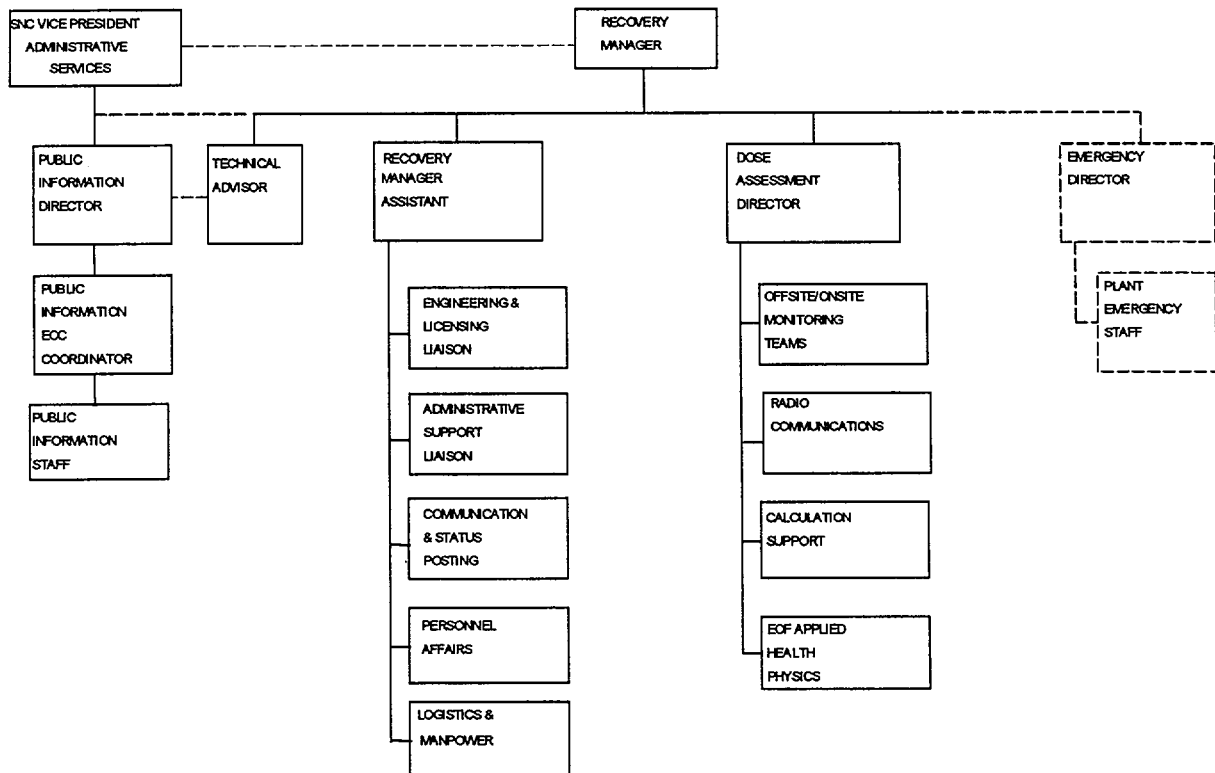 SNC VICE PRESIDENT
ADMINISTRATIVE
SERVICES
RECOVERY
MANAGER
PUBLIC
INFORMATION
DIRECTOR
TECHNICAL
ADVISOR
RECOVERY
MANAGER
ASSISTANT
DOSE
ASSESSMENT
DIRECTOR
EMERGENCY
DIRECTOR
PUBLIC
INFORMATION
EOC
COORDINATOR
PUBLIC
INFORMATION
STAFF
ENGINEERING &
LICENSING
LIAISON
ADMINISTRATIVE
SUPPORT
LIAISON
COMMUNICATION
& STATUS
POSTING
PERSONNEL
AFFAIRS
LOGISTICS &
MANPOWER
OFFSITE/ONSITE
MONITORING
TEAMS
RADIO
COMMUNICATIONS
CALCULATION
SUPPORT
EOF APPLIED
HEALTH
PHYSICS
PLANT
EMERGENCY
STAFF